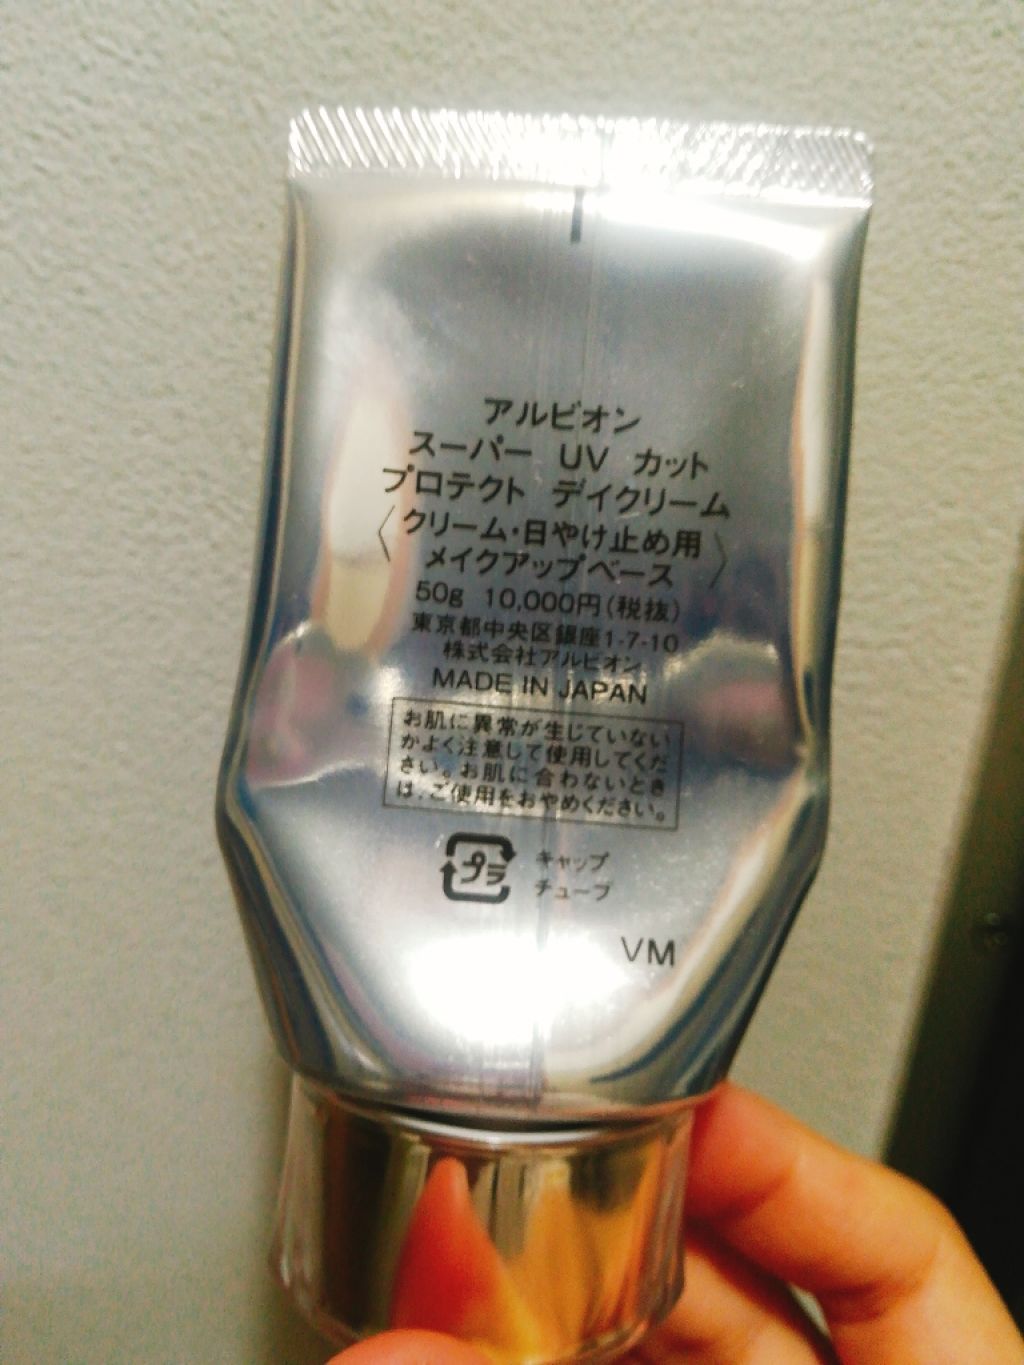 アルビオン
スーパー UV カット
プロテクト デイクリーム
〈クリーム・日やけ止め用
メイクアップベース〉
50g 10,000円(税抜)
東京都中央区銀座1-7-10
株式会社アルビオン
MADE IN JAPAN
お肌に異常が生じていない
かよく注意して使用してくだ
さい。お肌に合わないとき
は、ご使用をおやめください。
プラ キャップ
チューブ
VM